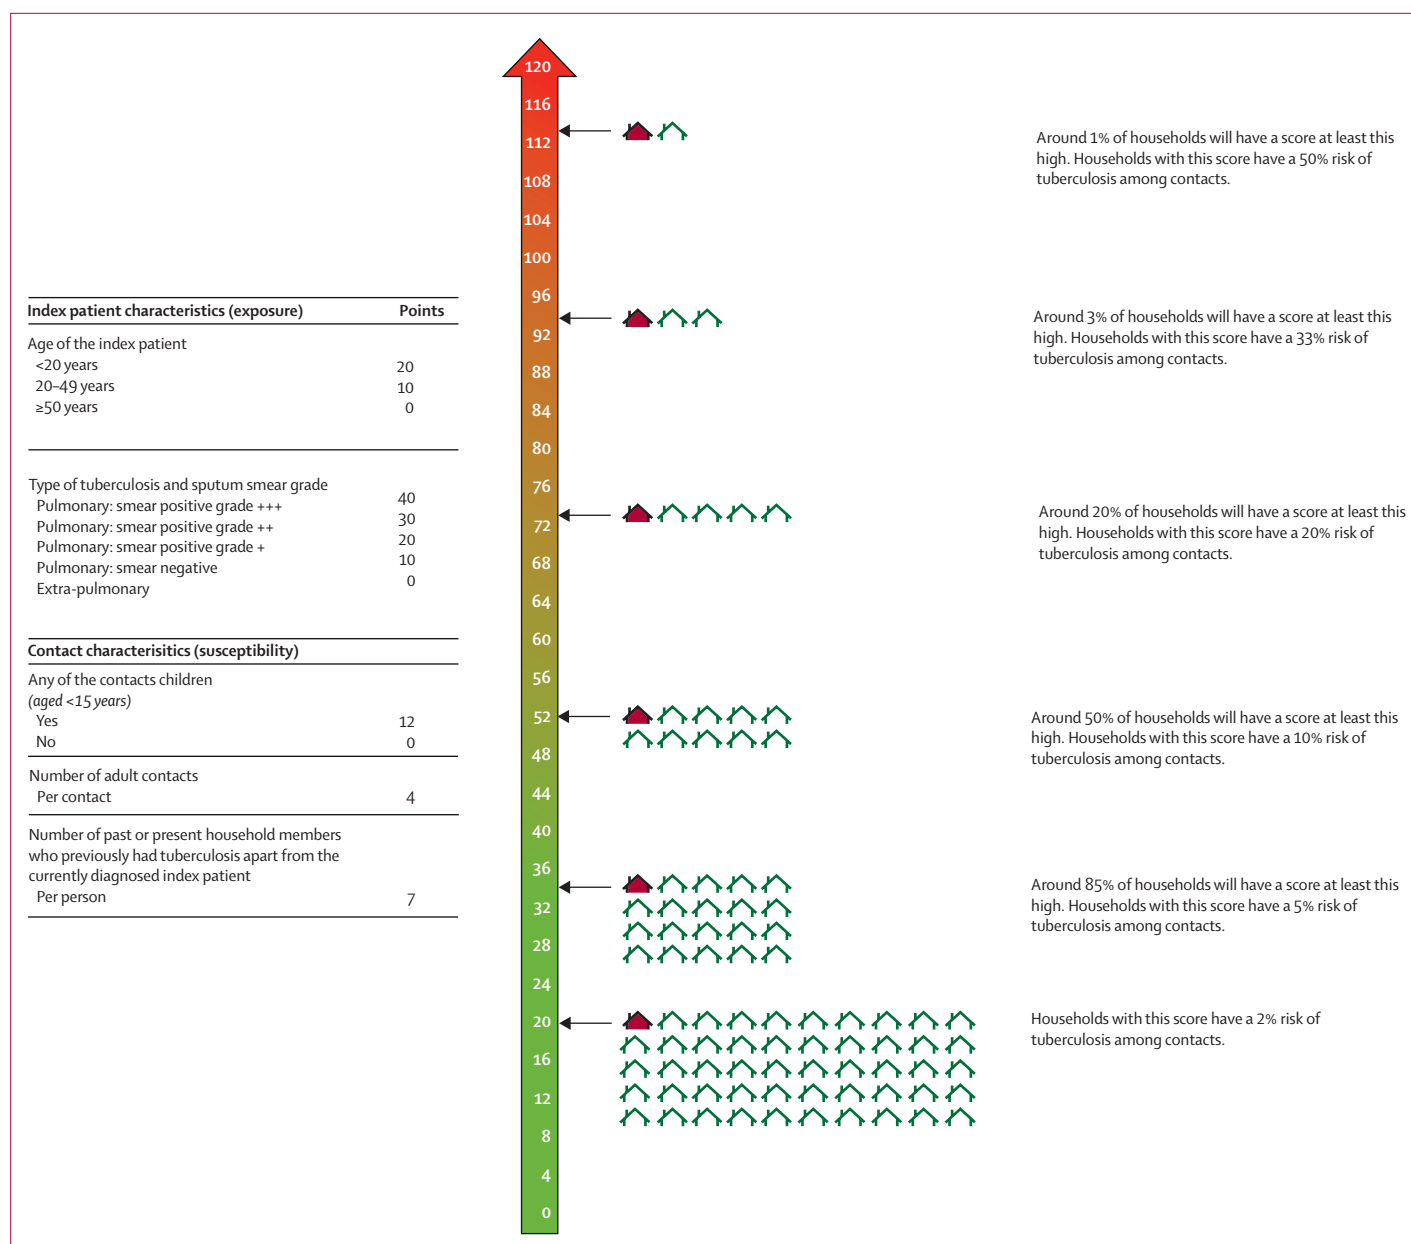 Index patient characteristics (exposure) Points
Age of the index patient
<20 years 20
20–49 years 10
≥50 years 0
Type of tuberculosis and sputum smear grade
Pulmonary: smear positive grade +++ 40
Pulmonary: smear positive grade ++ 30
Pulmonary: smear positive grade + 20
Pulmonary: smear negative 10
Extra-pulmonary 0
Contact characterisitics (susceptibility)
Any of the contacts children
(aged <15 years)
Yes 12
No 0
Number of adult contacts
Per contact 4
Number of past or present household members
who previously had tuberculosis apart from the
currently diagnosed index patient
Per person 7
120
116
112
108
104
100
96
92
88
84
80
76
72
68
64
60
56
52
48
44
40
36
32
28
24
20
16
12
8
4
0
Around 1% of households will have a score at least this
high. Households with this score have a 50% risk of
tuberculosis among contacts.
Around 3% of households will have a score at least this
high. Households with this score have a 33% risk of
tuberculosis among contacts.
Around 20% of households will have a score at least this
high. Households with this score have a 20% risk of
tuberculosis among contacts.
Around 50% of households will have a score at least this
high. Households with this score have a 10% risk of
tuberculosis among contacts.
Around 85% of households will have a score at least this
high. Households with this score have a 5% risk of
tuberculosis among contacts.
Households with this score have a 2% risk of
tuberculosis among contacts.